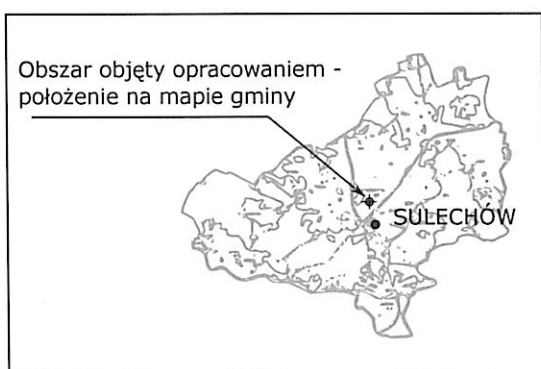 Obszar objęty opracowaniem -
położenie na mapie gminy
SULECHÓW